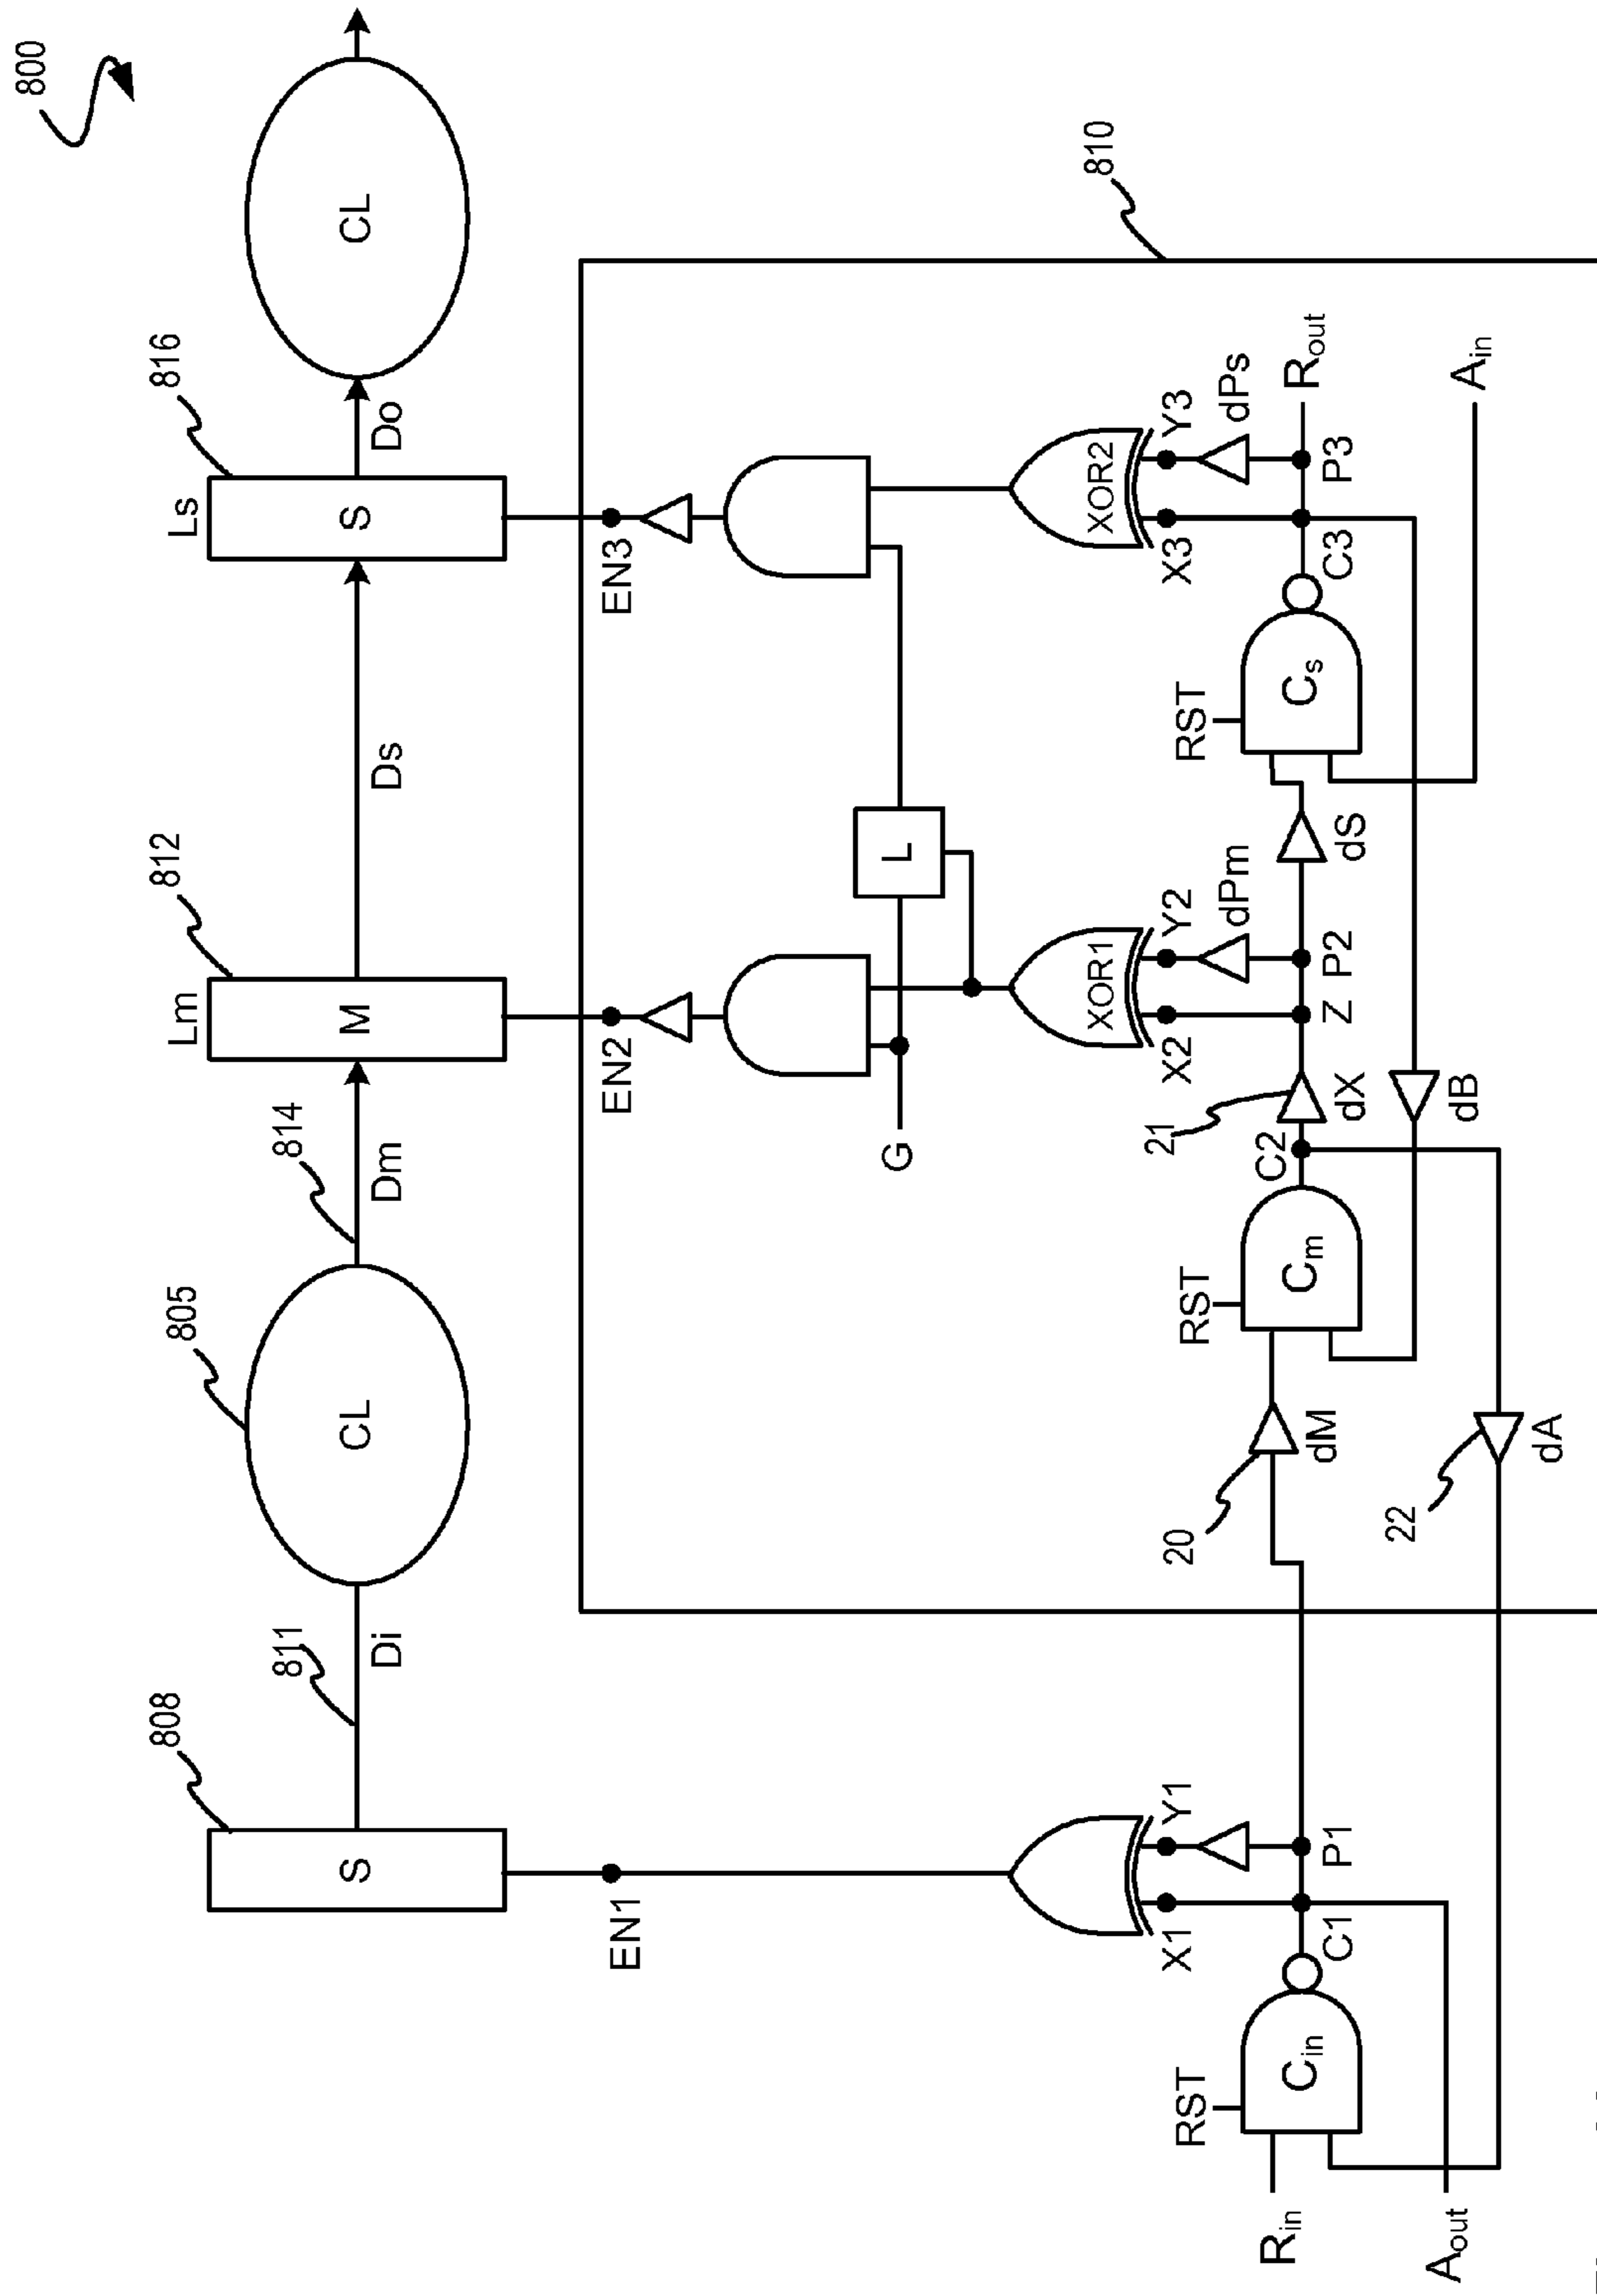 800
808
811
805
814
812
816
Lm
Ls
S
CL
M
S
CL
Di
Dm
Ds
Do
EN1
EN2
EN3
810
G
L
XOR1
XOR2
X1
Y1
X2
Y2
dPm
X3
Y3
dPs
RST
Cin
C1
P1
20
dM
RST
Cm
C2
21
dX
Z
P2
dS
RST
Cs
C3
P3
Rout
Rin
Aout
22
dA
dB
Ain